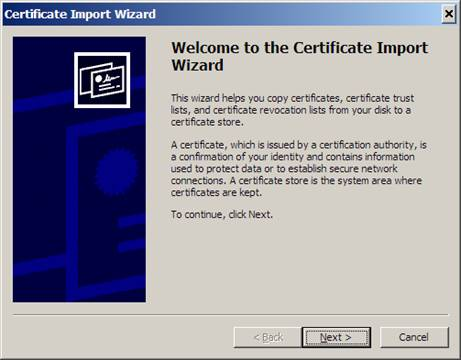 Certificate Import Wizard
Welcome to the Certificate Import
Wizard
This wizard helps you copy certificates, certificate trust
lists, and certificate revocation lists from your disk to a
certificate store.
A certificate, which is issued by a certification authority, is
a confirmation of your identity and contains information
used to protect data or to establish secure network
connections. A certificate store is the system area where
certificates are kept.
To continue, click Next.
< Back Next > Cancel